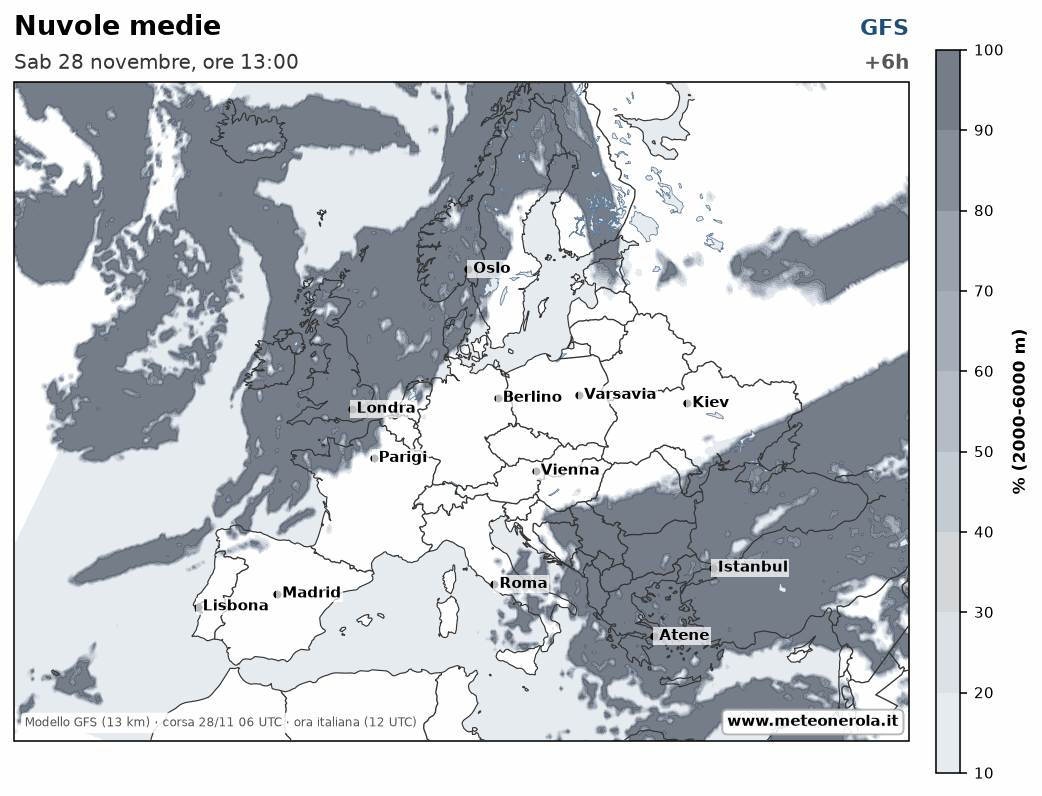 Nuvole medie
GFS
Sab 28 novembre, ore 13:00
+6h
100
90
80
70
60
50
40
30
20
10
% (2000-6000 m)
Oslo
Londra
Berlino
Varsavia
Kiev
Parigi
Vienna
Istanbul
Roma
Madrid
Lisbona
Atene
Modello GFS (13 km) · corsa 28/11 06 UTC · ora italiana (12 UTC)
www.meteonerola.it